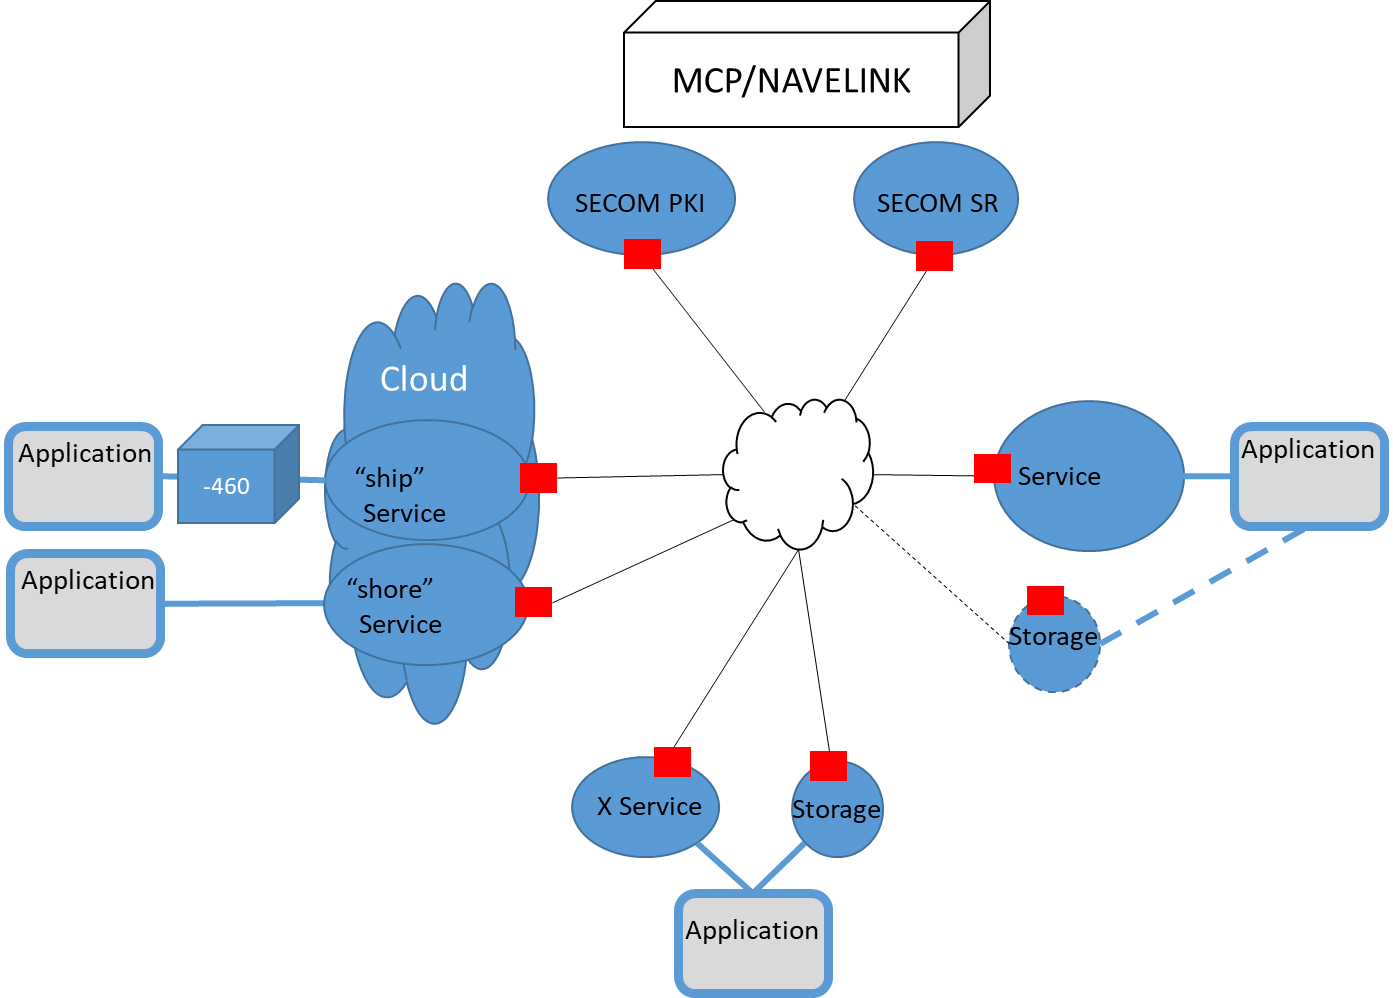 MCP/NAVELINK
SECOM PKI
SECOM SR
Cloud
Application
-460
“ship”
Service
Service
Application
Application
“shore”
Service
Storage
X Service
Storage
Application